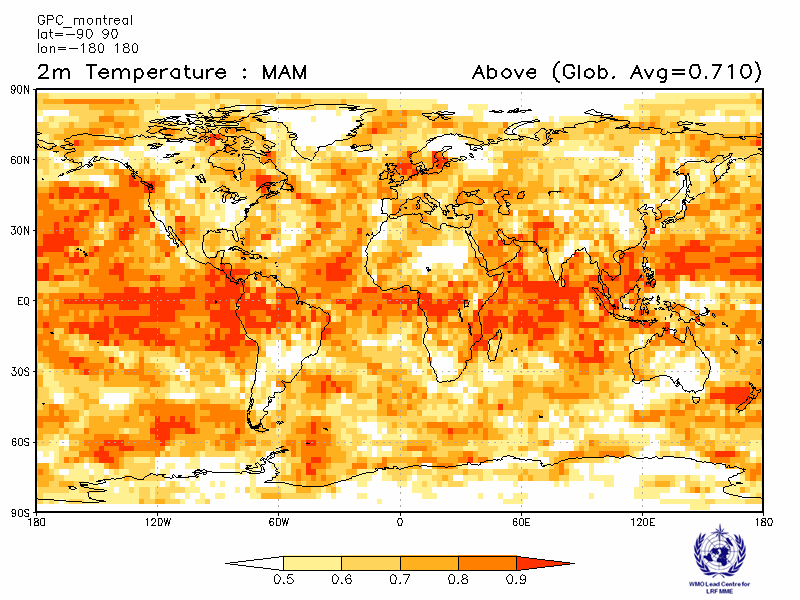 GPC_montreal
lat=-90 90
lon=-180 180
2m Temperature : MAM Above (Glob. Avg=0.710)
90N
60N
30N
EQ
30S
60S
90S
180 120W 60W 0 60E 120E 180
0.5 0.6 0.7 0.8 0.9
WMO Lead Centre for
LRF MME